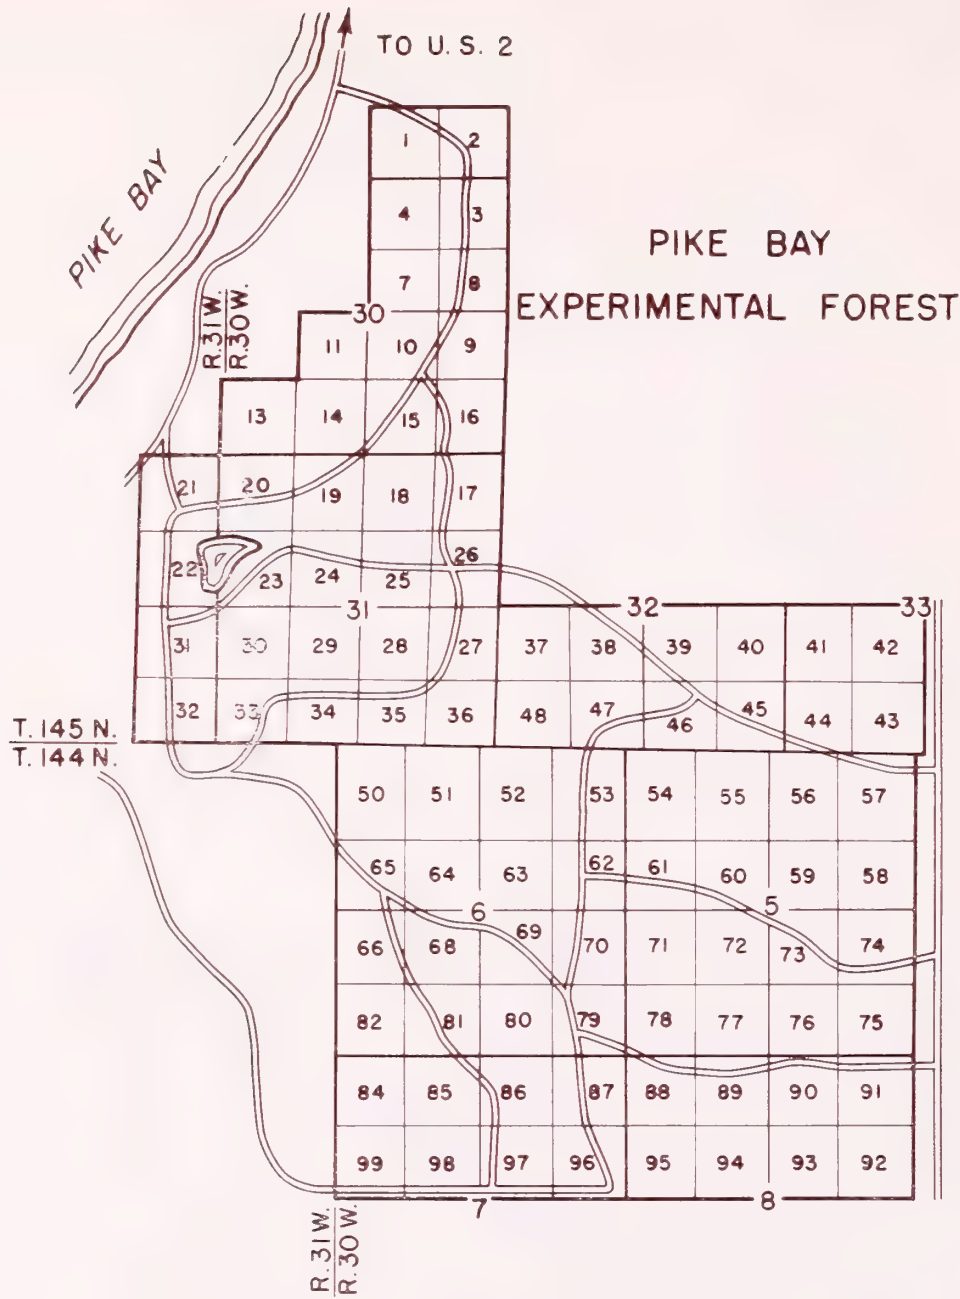 TO U.S. 2
PIKE BAY
PIKE BAY
EXPERIMENTAL FOREST
R.31W.
R.30W.
1 2
4 3
7 8
30
11 10 9
13 14 15 16
21 20 19 18 17
22 23 24 25 26
31 32 33
31 30 29 28 27 37 38 39 40 41 42
32 33 34 35 36 48 47 46 45 44 43
T. 145 N.
T. 144 N.
50 51 52 53 54 55 56 57
65 64 63 62 61 60 59 58
6 5
66 68 69 70 71 72 73 74
82 81 80 79 78 77 76 75
84 85 86 87 88 89 90 91
99 98 97 96 95 94 93 92
7 8
R.31W.
R.30W.